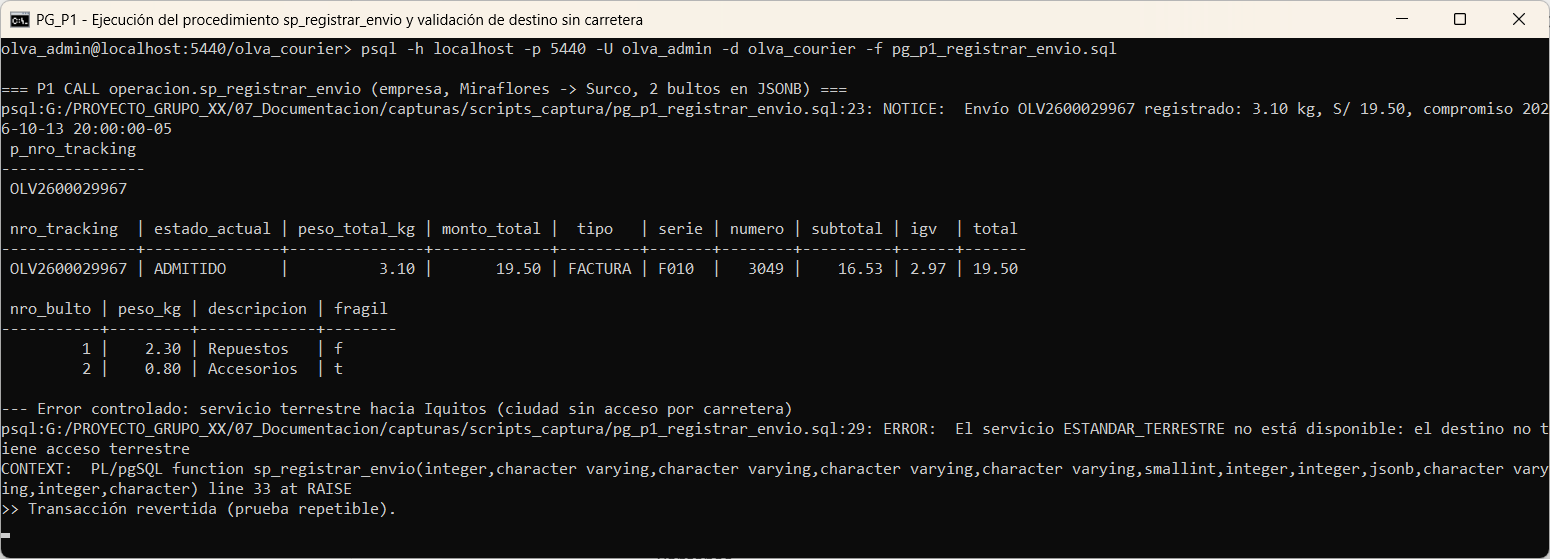 PG_P1 - Ejecución del procedimiento sp_registrar_envio y validación de destino sin carretera
olva_admin@localhost:5440/olva_courier> psql -h localhost -p 5440 -U olva_admin -d olva_courier -f pg_p1_registrar_envio.sql
=== P1 CALL operacion.sp_registrar_envio (empresa, Miraflores -> Surco, 2 bultos en JSONB) ===
psql:G:/PROYECTO_GRUPO_XX/07_Documentacion/capturas/scripts_captura/pg_p1_registrar_envio.sql:23: NOTICE:  Envío OLV2600029967 registrado: 3.10 kg, S/ 19.50, compromiso 202
6-10-13 20:00:00-05
 p_nro_tracking
----------------
 OLV2600029967
 nro_tracking  | estado_actual | peso_total_kg | monto_total |  tipo   | serie | numero | subtotal | igv  | total
---------------+---------------+---------------+-------------+---------+-------+--------+----------+------+-------
 OLV2600029967 | ADMITIDO      |          3.10 |       19.50 | FACTURA | F010  |   3049 |    16.53 | 2.97 | 19.50
 nro_bulto | peso_kg | descripcion | fragil
-----------+---------+-------------+--------
         1 |    2.30 | Repuestos   | f
         2 |    0.80 | Accesorios  | t
--- Error controlado: servicio terrestre hacia Iquitos (ciudad sin acceso por carretera)
psql:G:/PROYECTO_GRUPO_XX/07_Documentacion/capturas/scripts_captura/pg_p1_registrar_envio.sql:29: ERROR:  El servicio ESTANDAR_TERRESTRE no está disponible: el destino no t
iene acceso terrestre
CONTEXT:  PL/pgSQL function sp_registrar_envio(integer,character varying,character varying,character varying,character varying,smallint,integer,integer,jsonb,character vary
ing,integer,character) line 33 at RAISE
>> Transacción revertida (prueba repetible).